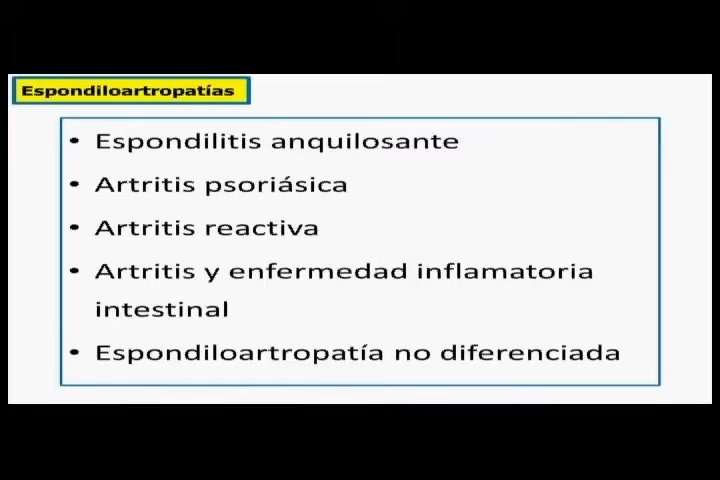 Espondiloartropatías
• Espondilitis anquilosante
• Artritis psoriásica
• Artritis reactiva
• Artritis y enfermedad inflamatoria
intestinal
• Espondiloartropatía no diferenciada